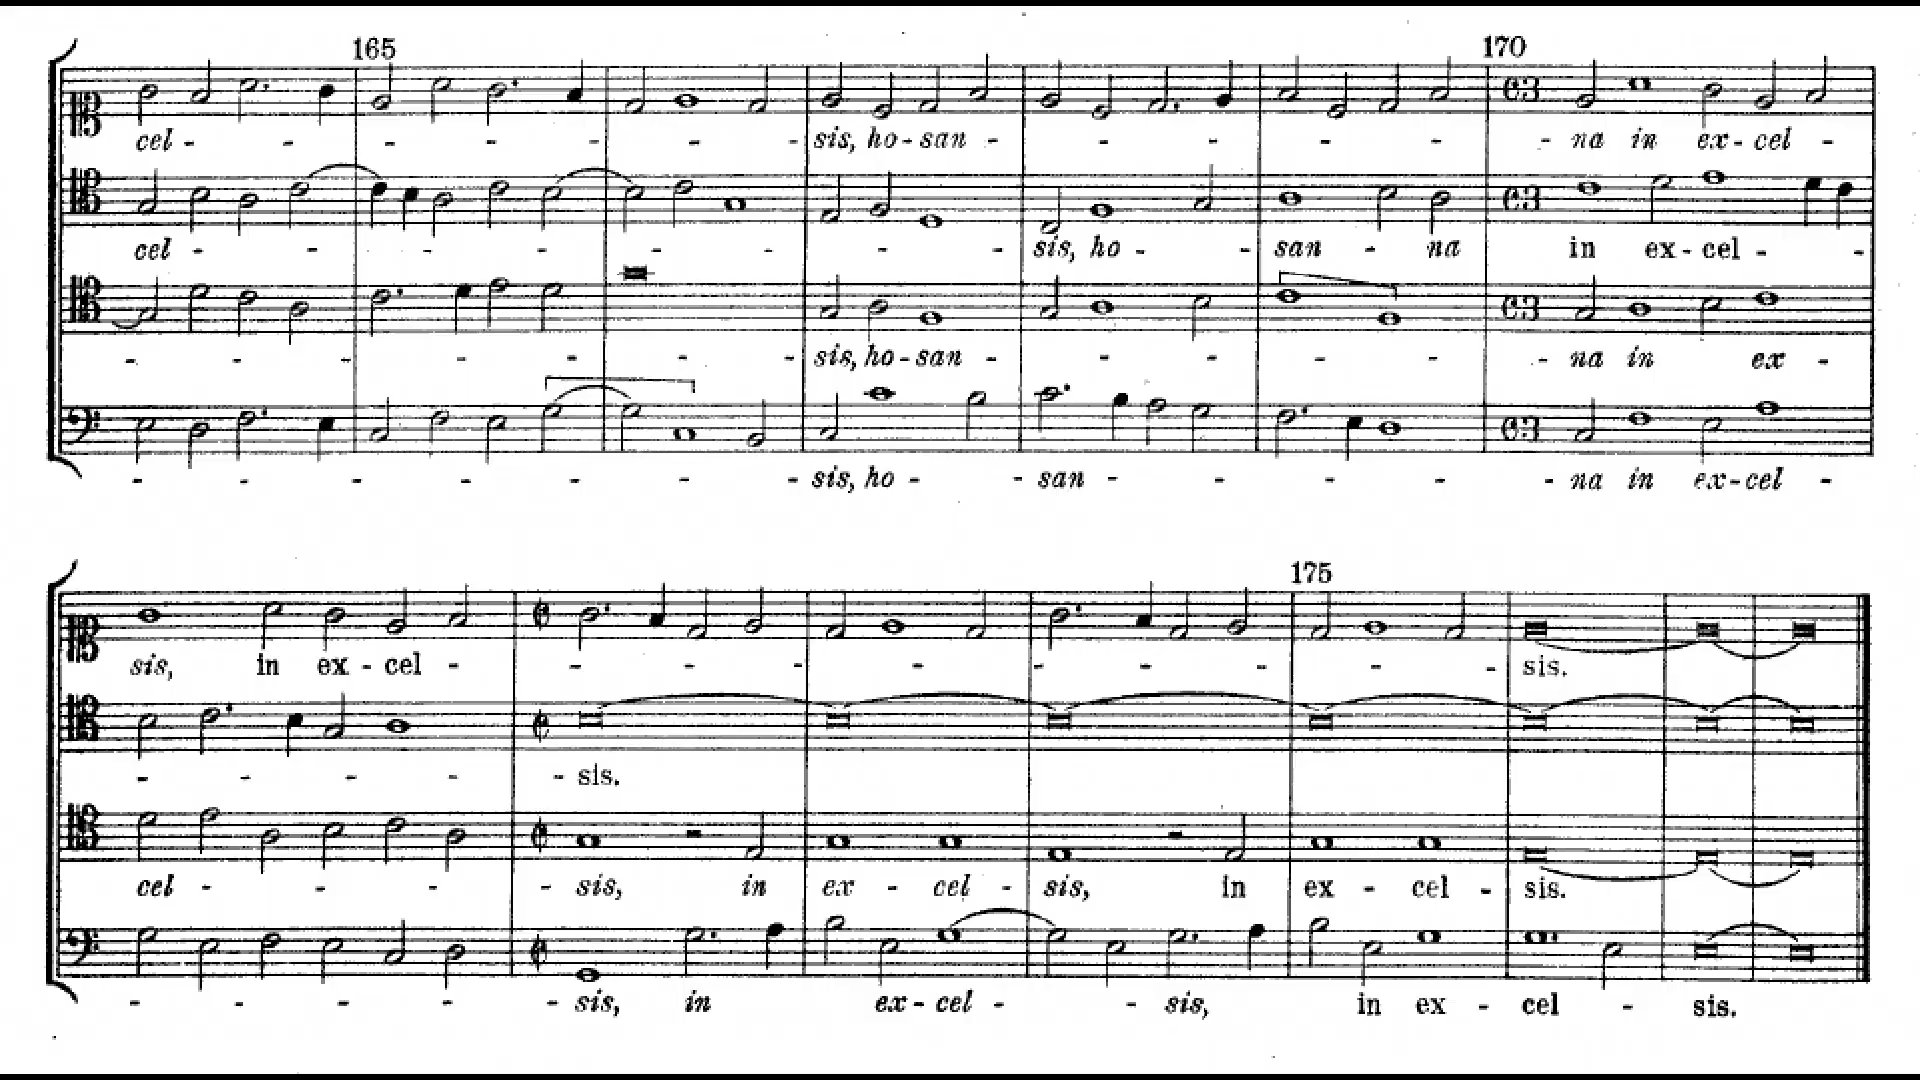 165 170
cel - - - - - - - sis, ho - san - - - - - - na in ex - cel -
cel - - - - - - - - sis, ho - - san - na in ex - cel - -
- - - - - - - sis, ho - san - - - - - - na in ex -
- - - - - - - sis, ho - - san - - - - na in ex - cel -
175
sis, in ex - cel - - - - - - - - - sis.
- - - - - sis.
cel - - - - sis, in ex - cel - sis, in ex - cel - sis.
- - - - - sis, in ex - cel - - sis, in ex - cel - sis.